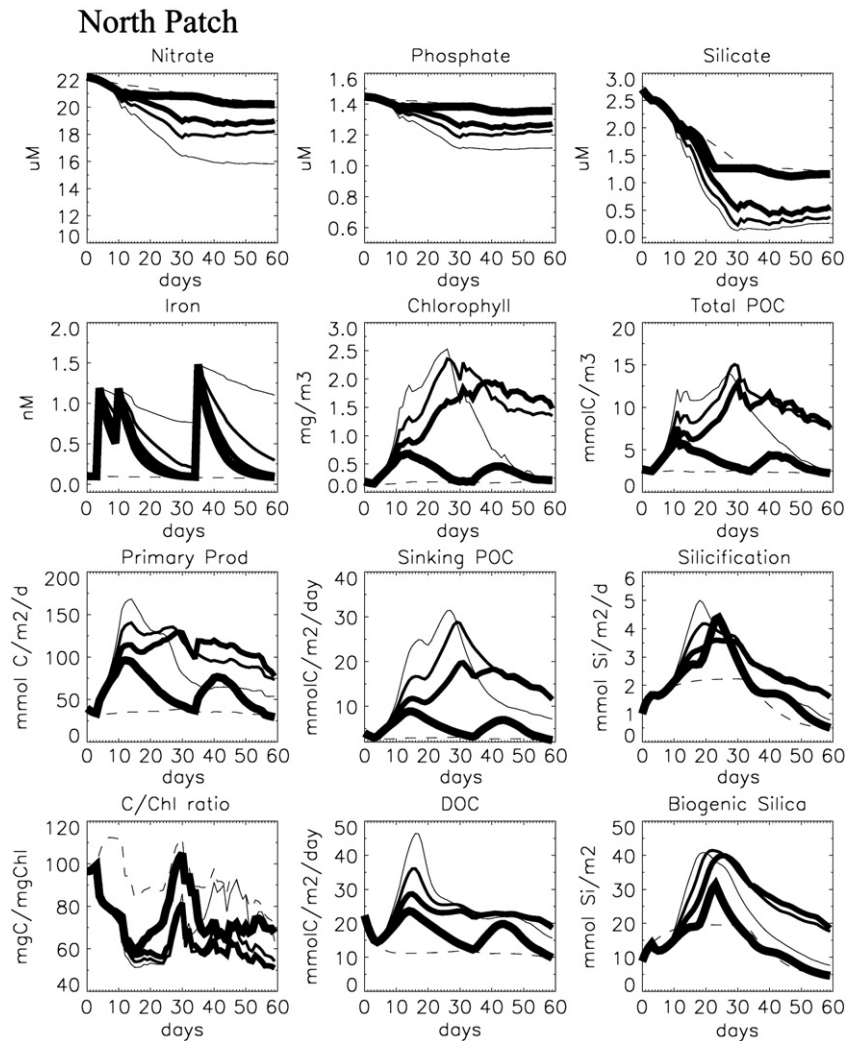 North Patch
Nitrate
Phosphate
Silicate
22
20
18
16
14
12
10
uM
0 10 20 30 40 50 60
days
1.6
1.4
1.2
1.0
0.8
0.6
uM
0 10 20 30 40 50 60
days
3.0
2.5
2.0
1.5
1.0
0.5
0.0
uM
0 10 20 30 40 50 60
days
Iron
Chlorophyll
Total POC
2.0
1.5
1.0
0.5
0.0
nM
0 10 20 30 40 50 60
days
3.0
2.5
2.0
1.5
1.0
0.5
0.0
mg/m3
0 10 20 30 40 50 60
days
20
15
10
5
0
mmolC/m3
0 10 20 30 40 50 60
days
Primary Prod
Sinking POC
Silicification
200
150
100
50
0
mmol C/m2/d
0 10 20 30 40 50 60
days
40
30
20
10
mmolC/m2/day
0 10 20 30 40 50 60
days
6
5
4
3
2
1
0
mmol Si/m2/d
0 10 20 30 40 50 60
days
C/Chl ratio
DOC
Biogenic Silica
120
100
80
60
40
mgC/mgChl
0 10 20 30 40 50 60
days
50
40
30
20
10
0
mmolC/m2/day
0 10 20 30 40 50 60
days
50
40
30
20
10
0
mmol Si/m2
0 10 20 30 40 50 60
days